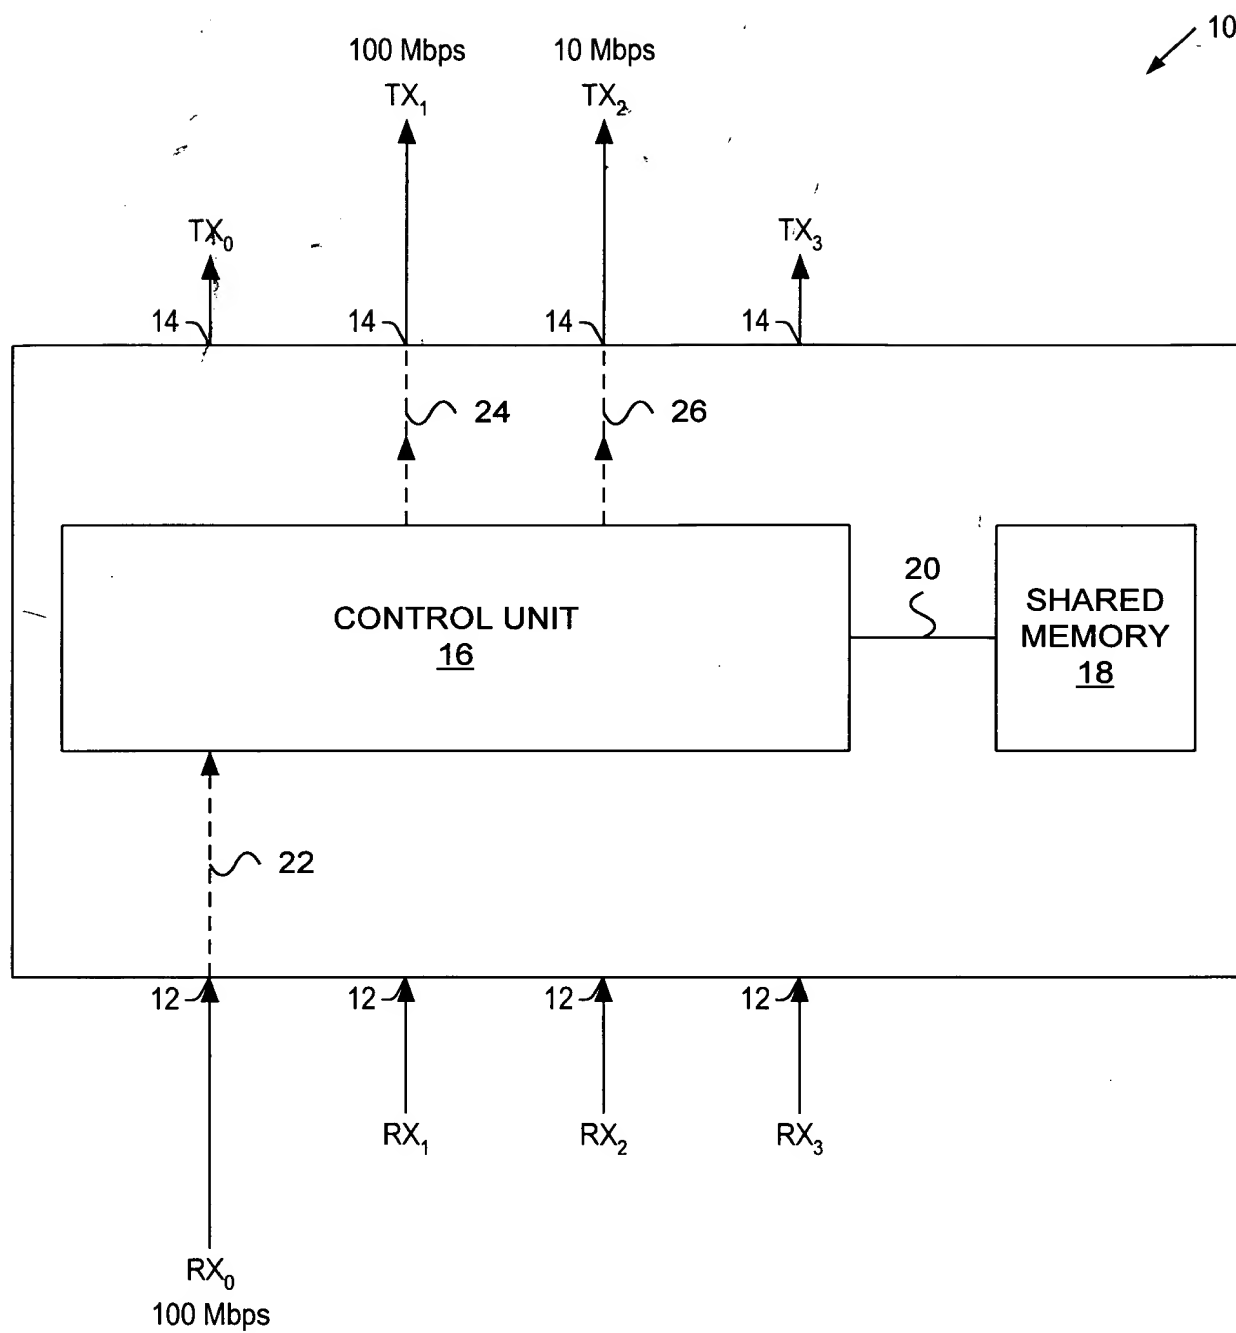 10
100 Mbps 10 Mbps
TX₁ TX₂
TX₀ TX₃
14 14 14 14
24 26
20
CONTROL UNIT
16
SHARED
MEMORY
18
22
12 12 12 12
RX₁ RX₂ RX₃
RX₀
100 Mbps